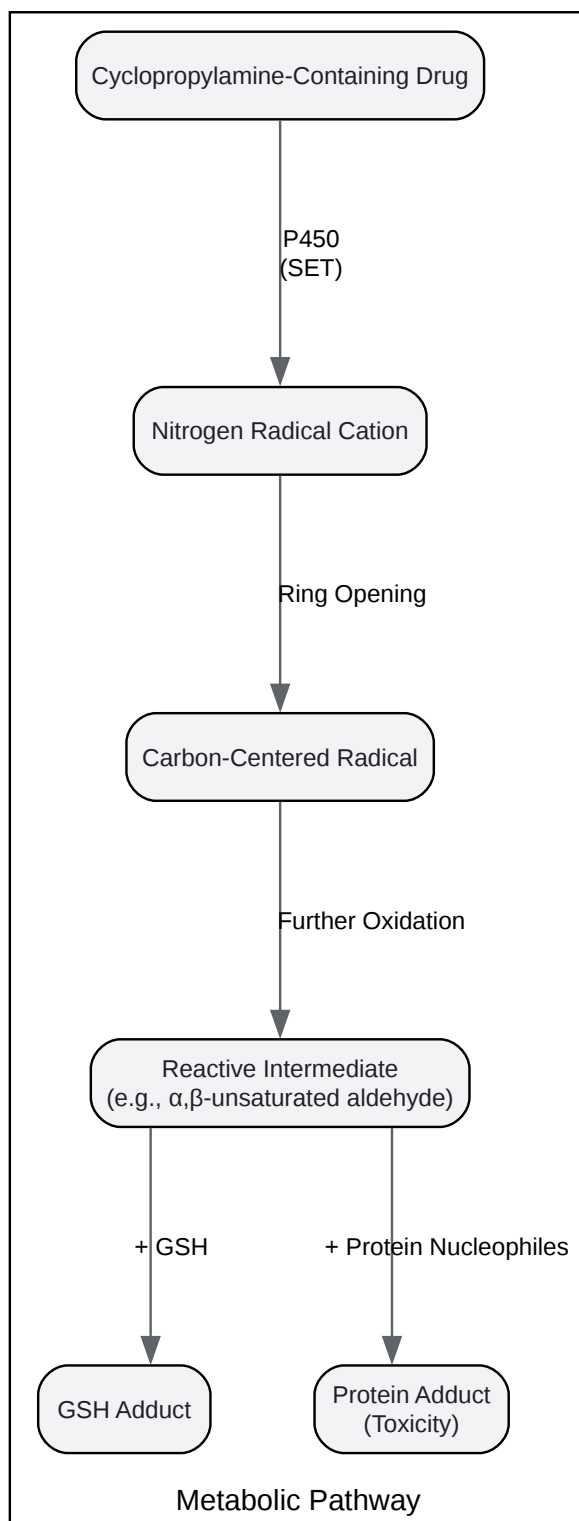 Cyclopropylamine-Containing Drug
P450
(SET)
Nitrogen Radical Cation
Ring Opening
Carbon-Centered Radical
Further Oxidation
Reactive Intermediate
(e.g., α,β-unsaturated aldehyde)
+ GSH
+ Protein Nucleophiles
GSH Adduct
Protein Adduct
(Toxicity)
Metabolic Pathway